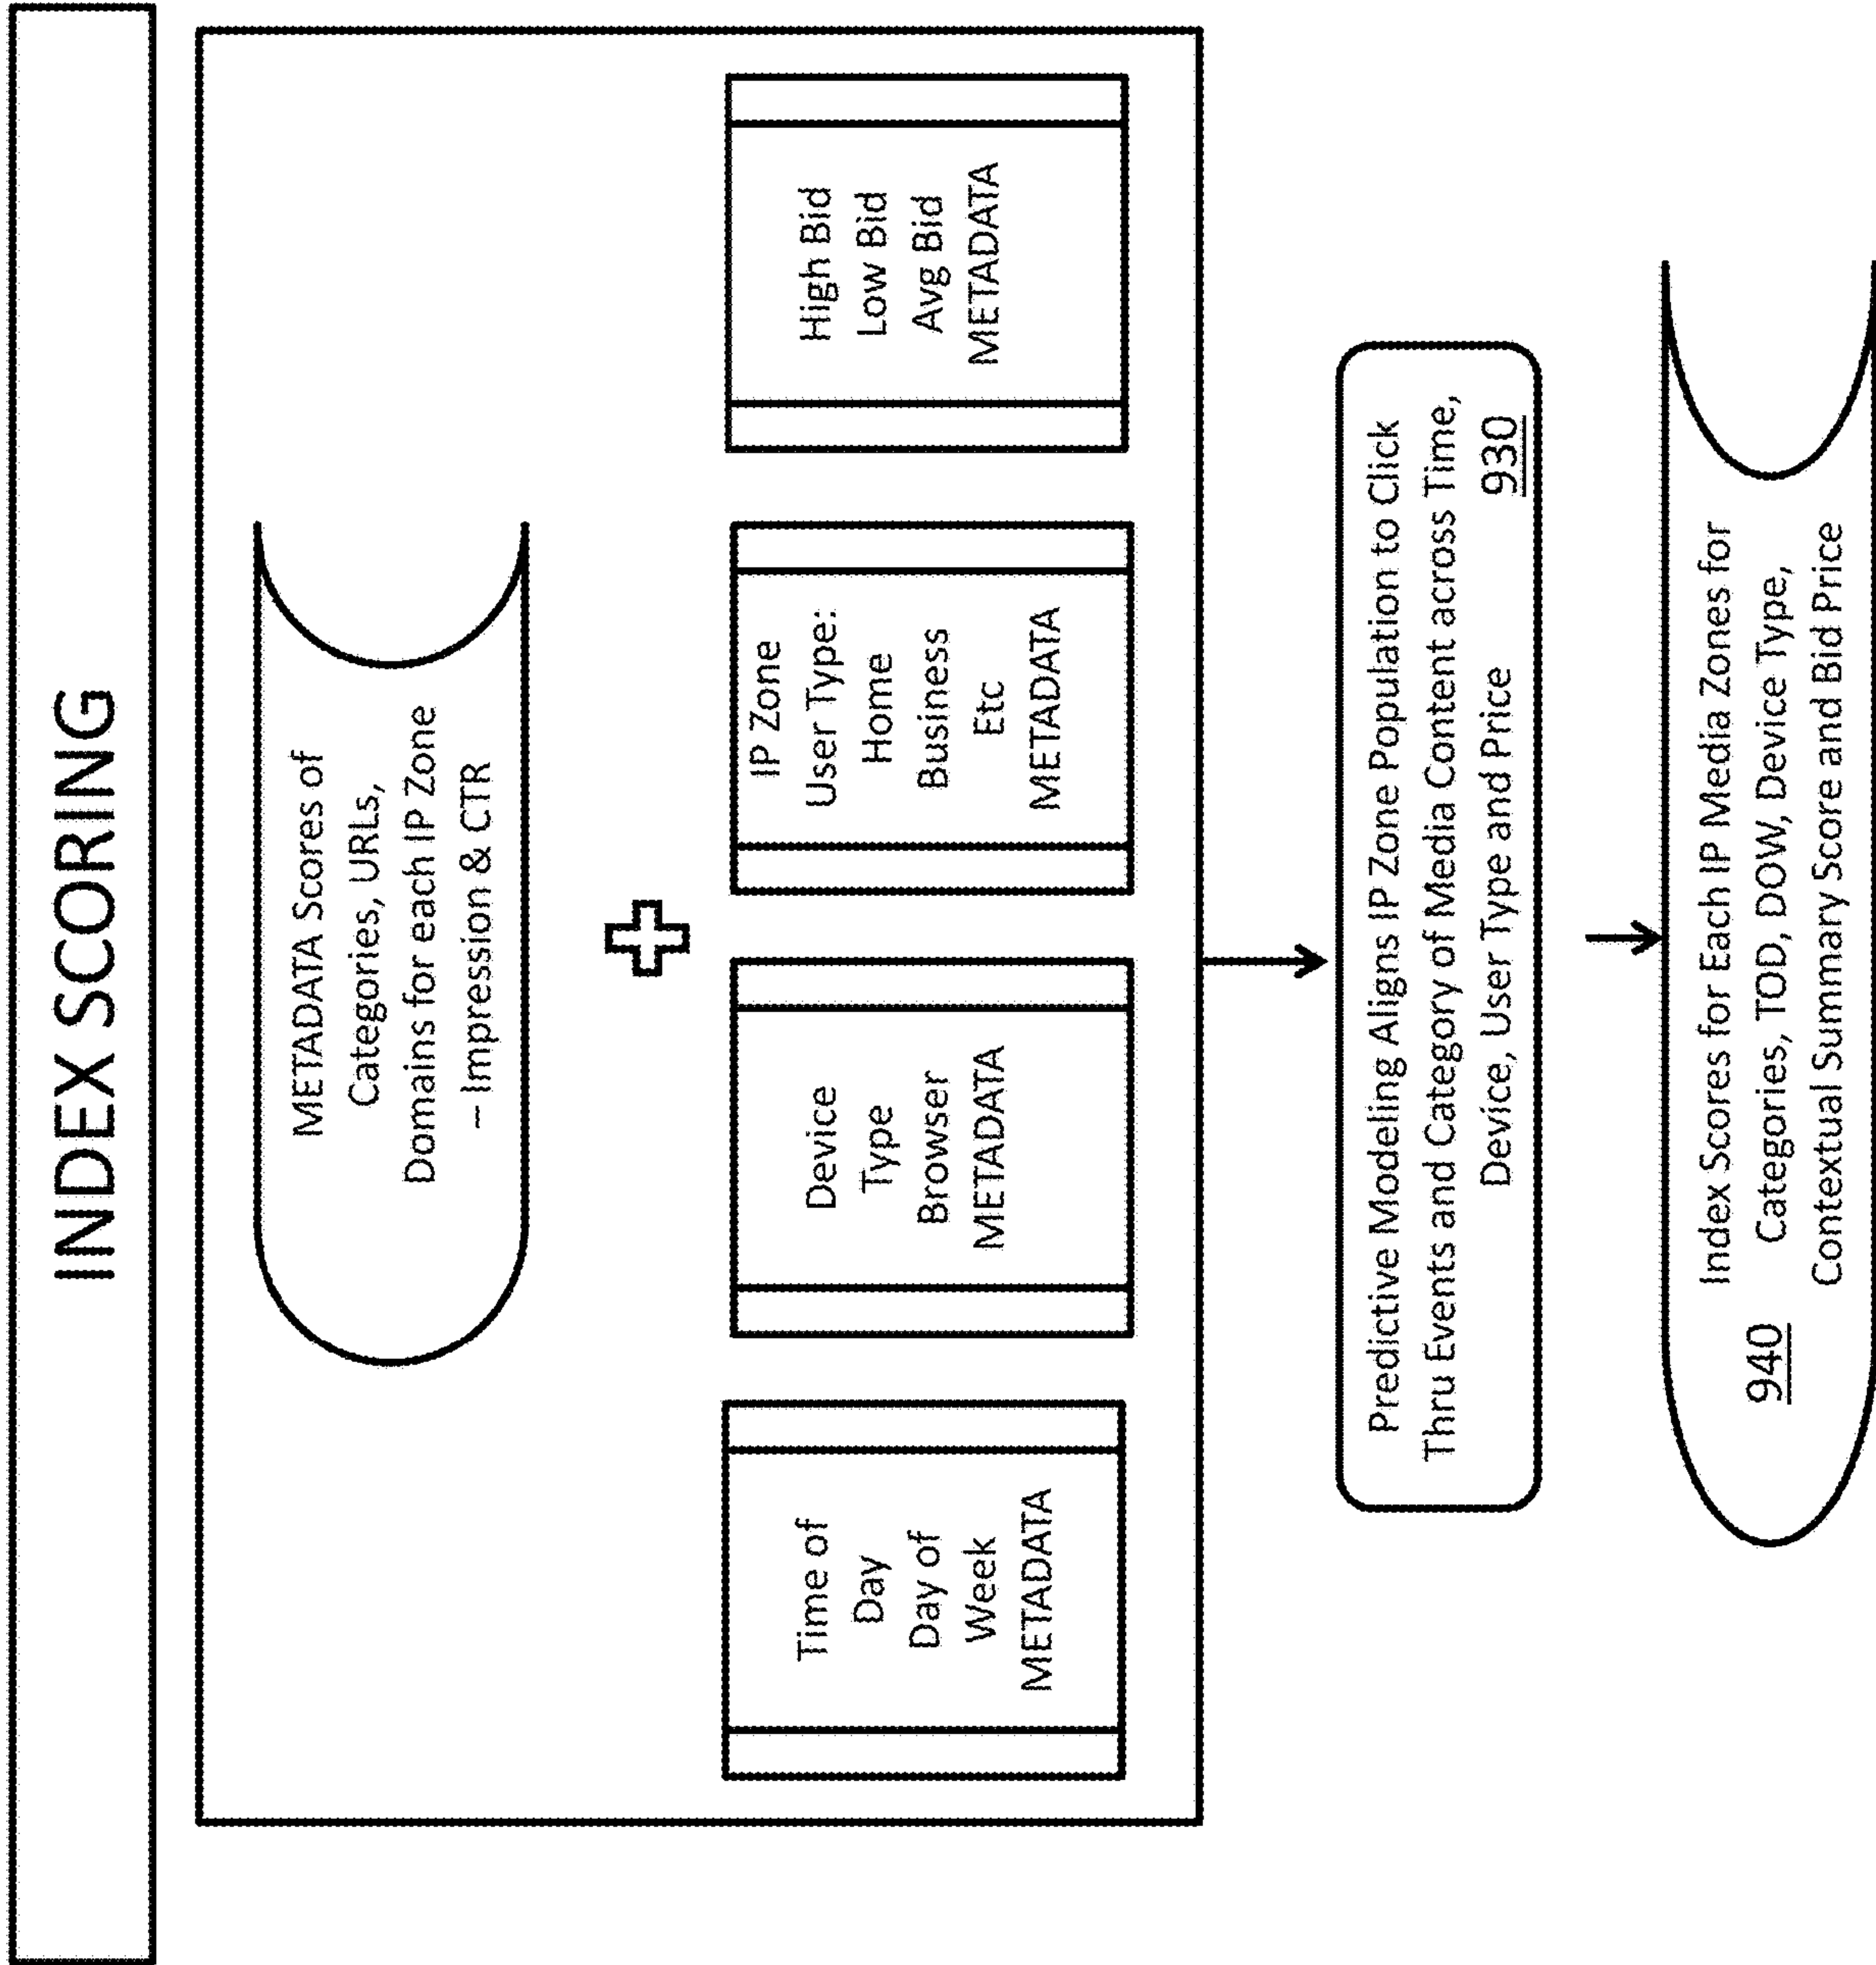 INDEX SCORING
METADATA Scores of
Categories, URLs,
Domains for each IP Zone
– Impression & CTR
Time of
Day
Day of
Week
METADATA
Device
Type
Browser
METADATA
IP Zone
User Type:
Home
Business
Etc
METADATA
High Bid
Low Bid
Avg Bid
METADATA
Predictive Modeling Aligns IP Zone Population to Click
Thru Events and Category of Media Content across Time,
Device, User Type and Price 930
Index Scores for Each IP Media Zones for
940 Categories, TOD, DOW, Device Type,
Contextual Summary Score and Bid Price